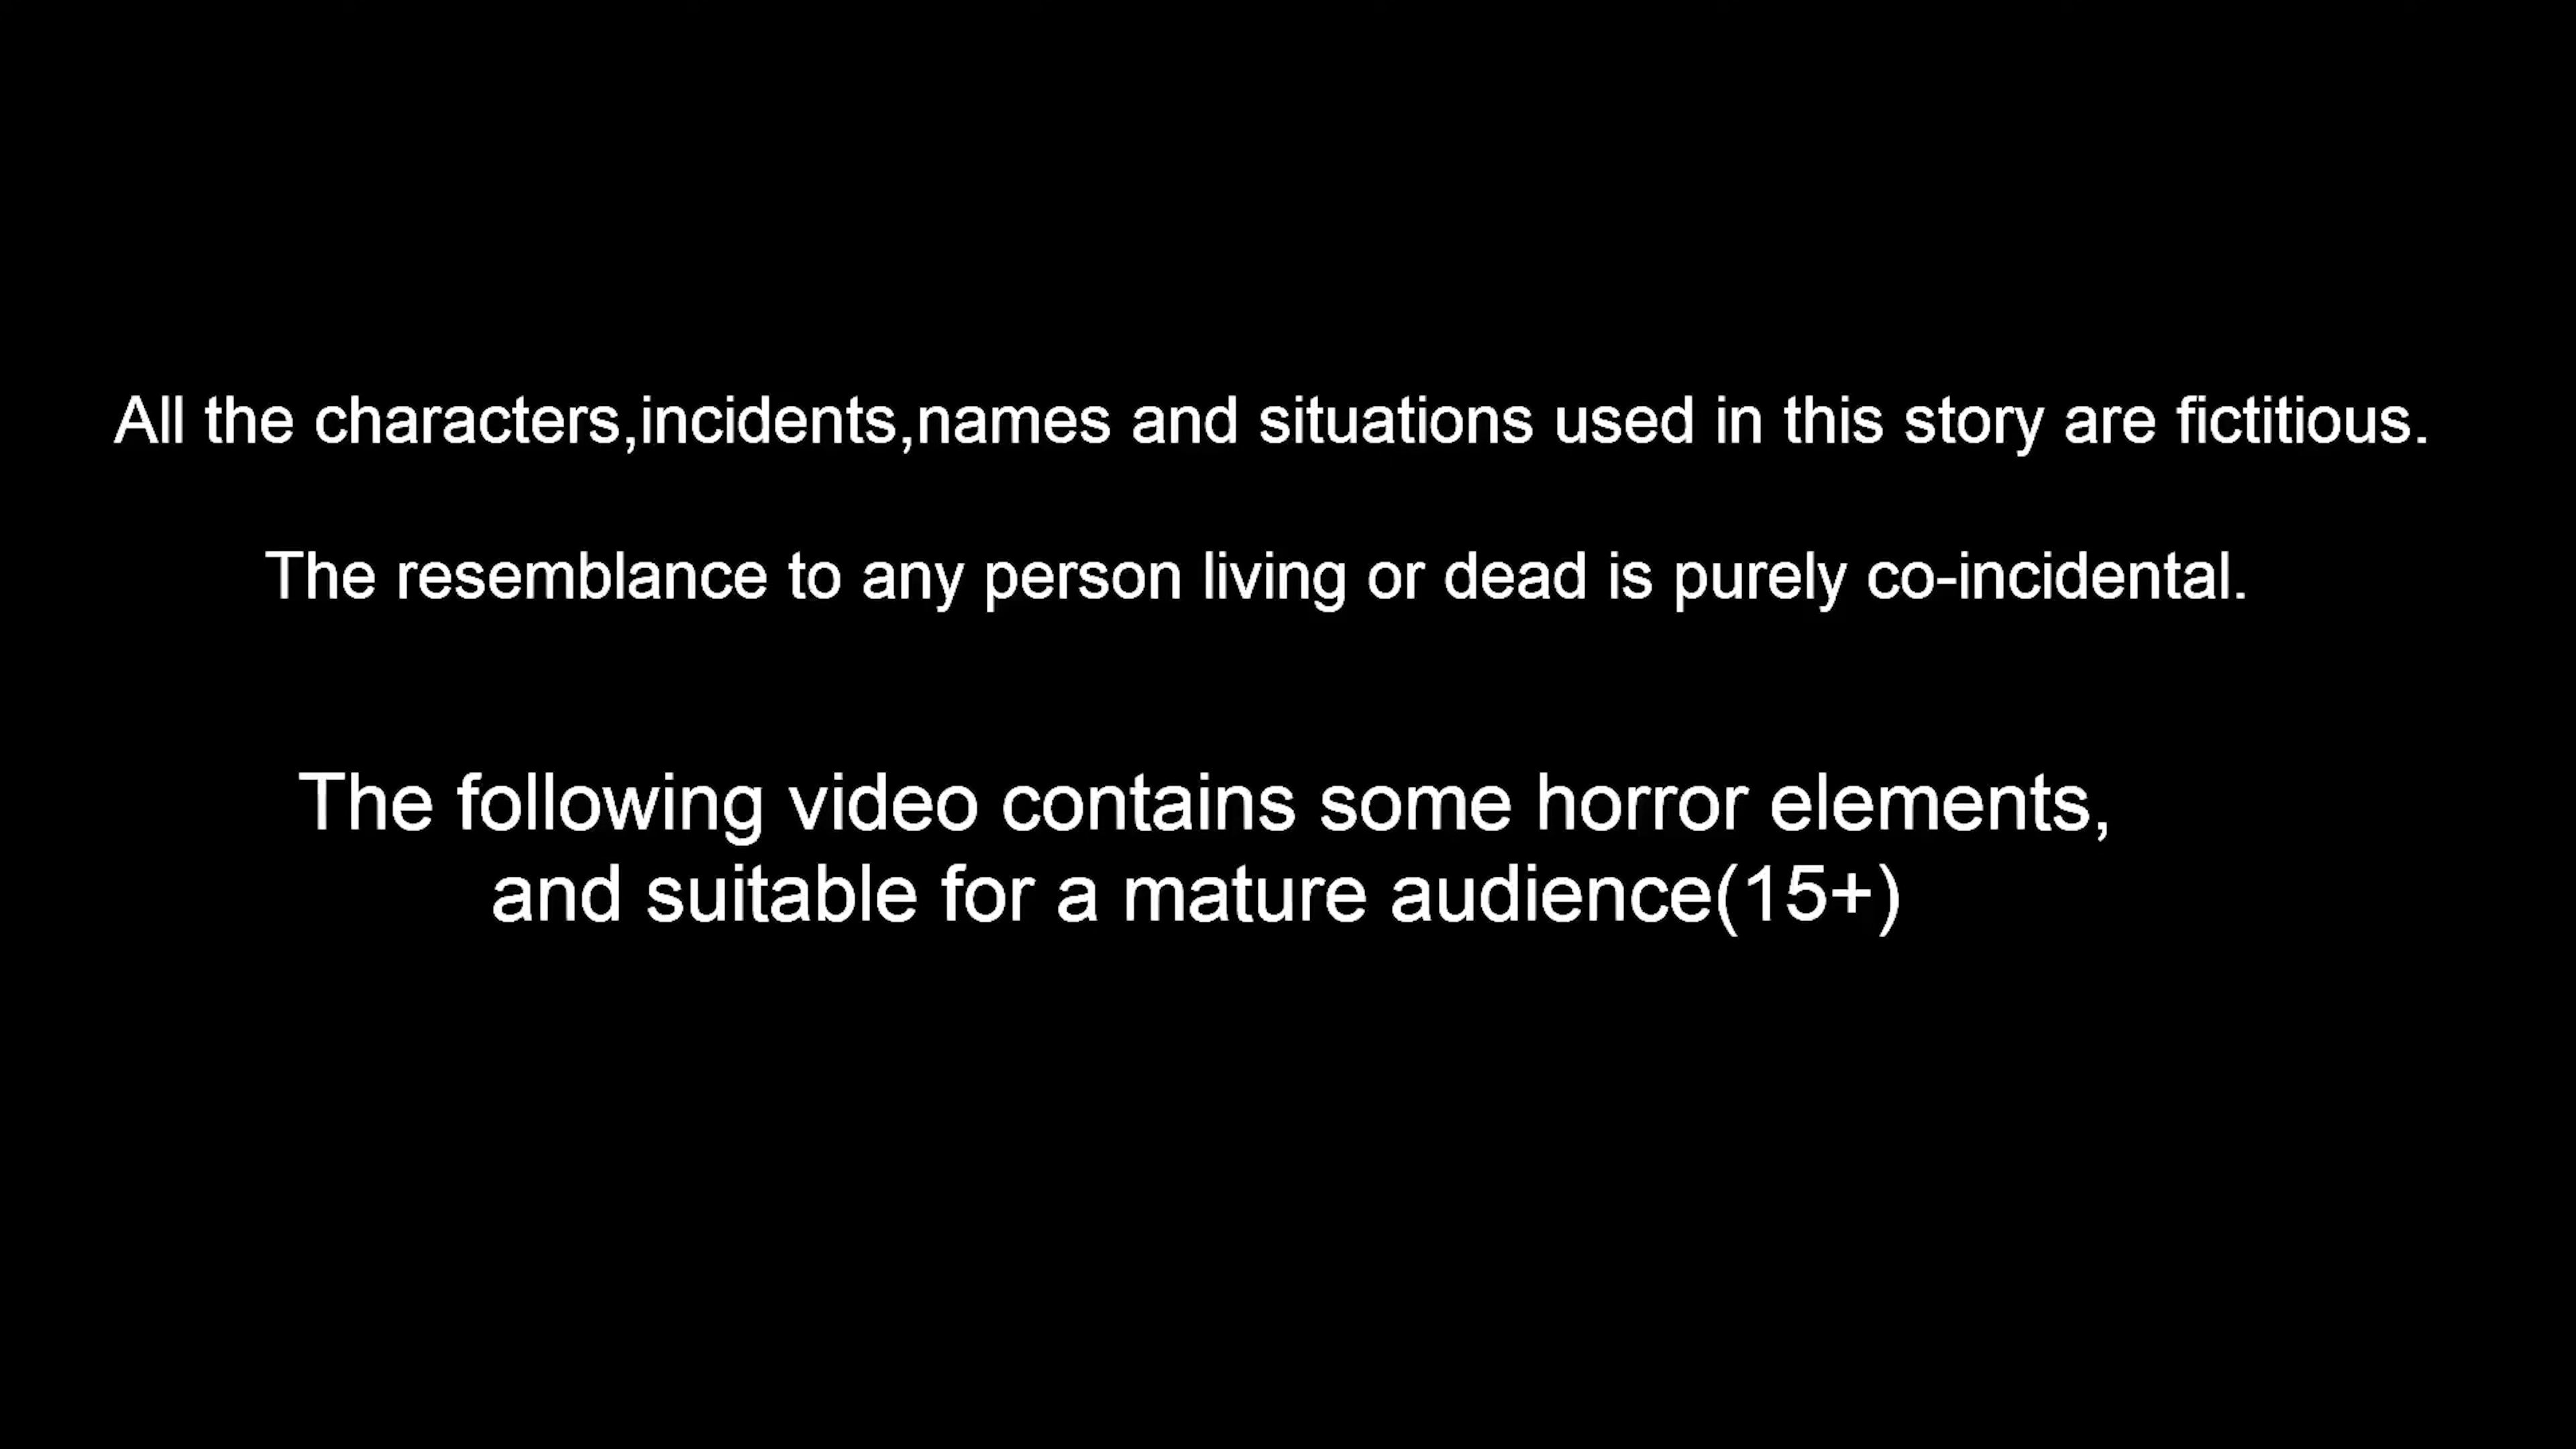 All the characters,incidents,names and situations used in this story are fictitious.
The resemblance to any person living or dead is purely co-incidental.
The following video contains some horror elements,
and suitable for a mature audience(15+)